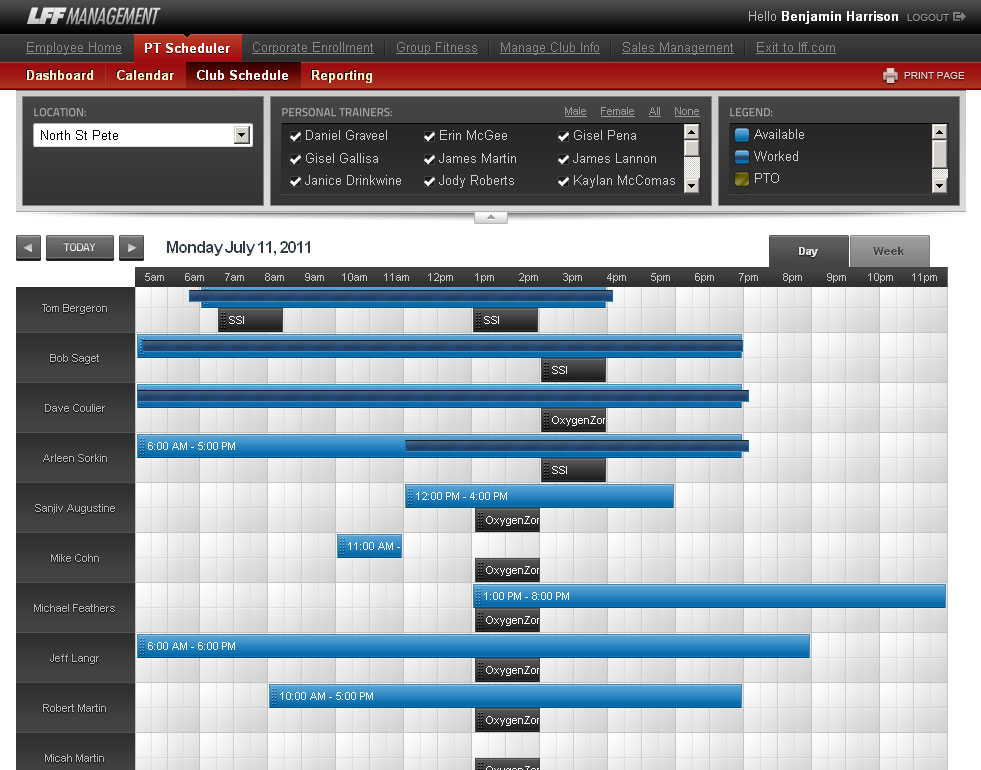 LFF MANAGEMENT
Hello Benjamin Harrison LOGOUT
Employee Home PT Scheduler Corporate Enrollment Group Fitness Manage Club Info Sales Management Exit to lff.com
Dashboard Calendar Club Schedule Reporting PRINT PAGE
LOCATION:
North St Pete
PERSONAL TRAINERS: Male Female All None
Daniel Graveel Erin McGee Gisel Pena
Gisel Gallisa James Martin James Lannon
Janice Drinkwine Jody Roberts Kaylan McComas
LEGEND:
Available
Worked
PTO
TODAY Monday July 11, 2011 Day Week
5am 6am 7am 8am 9am 10am 11am 12pm 1pm 2pm 3pm 4pm 5pm 6pm 7pm 8pm 9pm 10pm 11pm
Tom Bergeron
SSI SSI
Bob Saget
SSI
Dave Coulier
OxygenZor
Arleen Sorkin 6:00 AM - 5:00 PM
SSI
Sanjiv Augustine 12:00 PM - 4:00 PM
OxygenZor
Mike Cohn 11:00 AM -
OxygenZor
Michael Feathers 1:00 PM - 8:00 PM
OxygenZor
Jeff Langr 6:00 AM - 6:00 PM
OxygenZor
Robert Martin 10:00 AM - 5:00 PM
OxygenZor
Micah Martin
OxygenZor